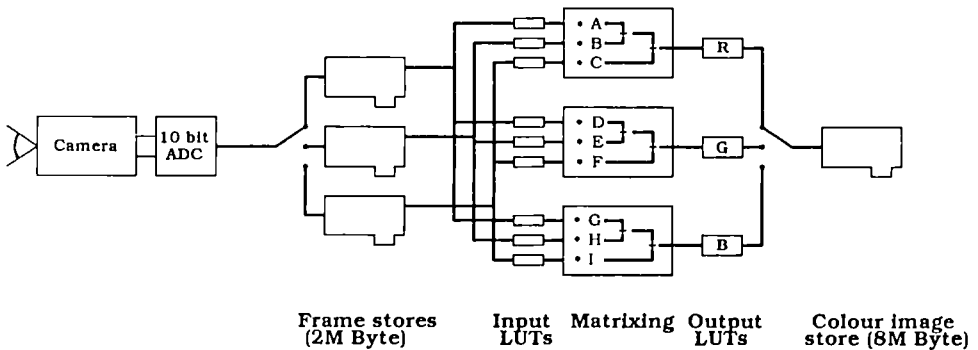 A
B
C
R
Camera
10 bit
ADC
D
E
F
G
G
H
I
B
Frame stores
(2M Byte)
Input
LUTs
Matrixing
Output
LUTs
Colour image
store (8M Byte)